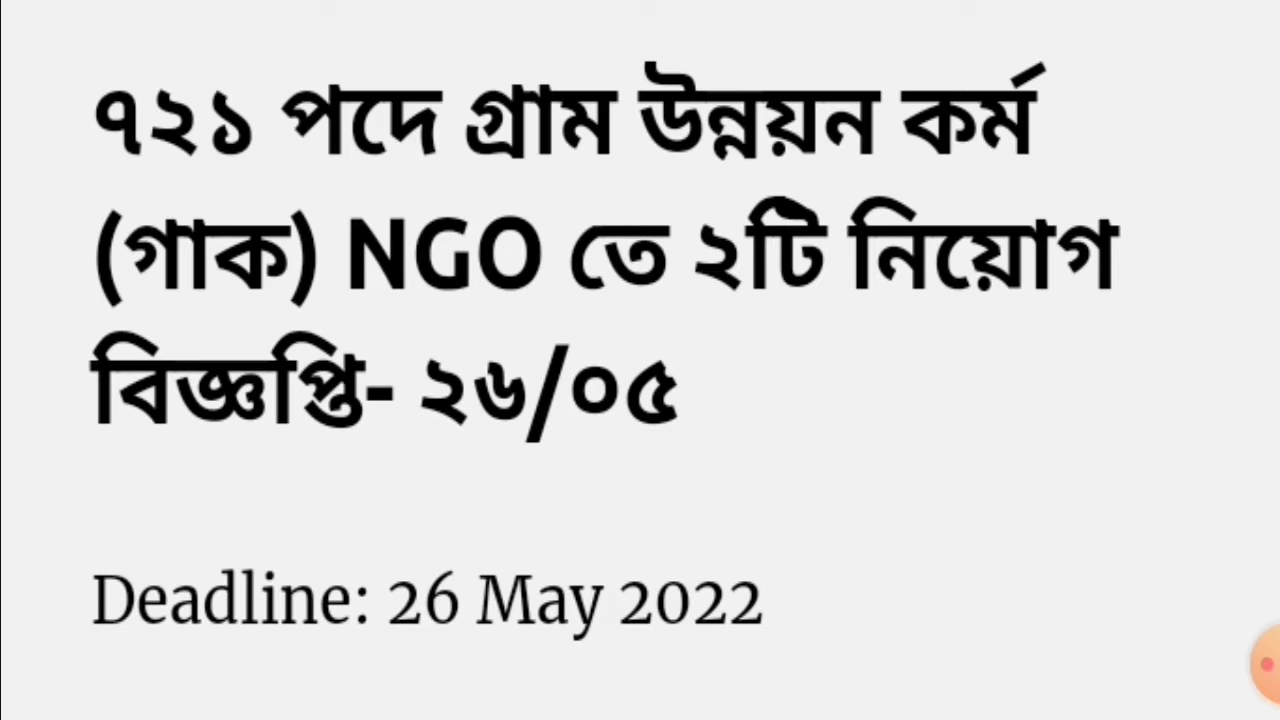 ৭২১ পদে গ্রাম উন্নয়ন কর্ম
(গাক) NGO তে ২টি নিয়োগ
বিজ্ঞপ্তি- ২৬/০৫
Deadline: 26 May 2022